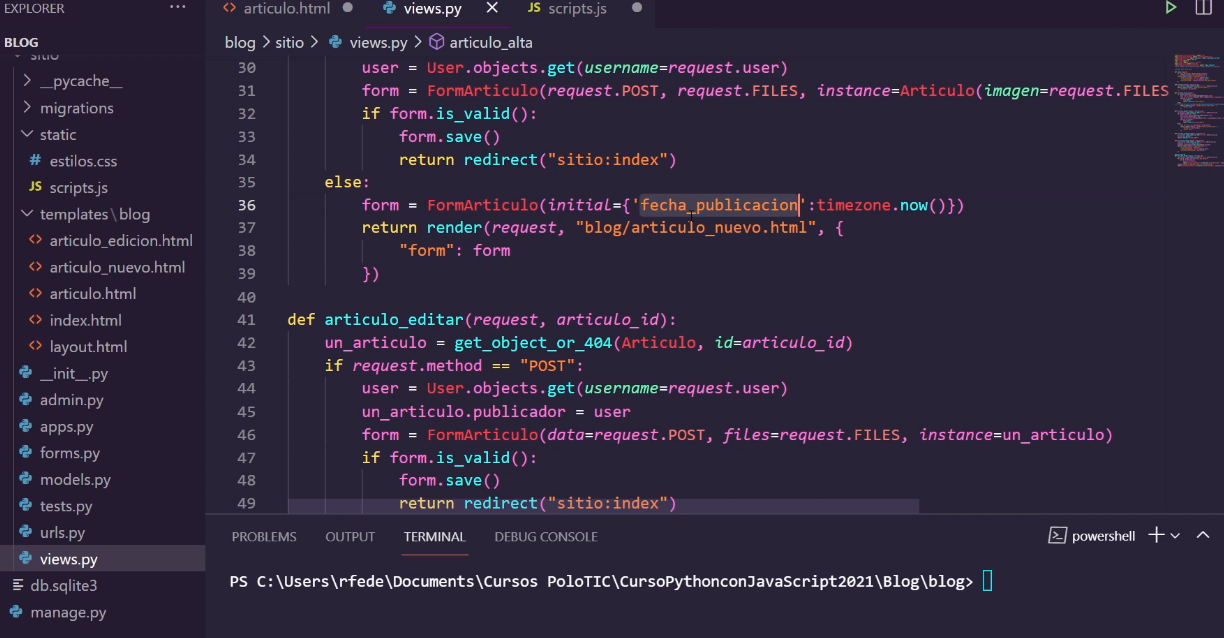 EXPLORER ...
articulo.html
views.py
JS scripts.js
BLOG
blog > sitio > views.py > articulo_alta
sitio
__pycache__
migrations
static
# estilos.css
JS scripts.js
templates\blog
articulo_edicion.html
articulo_nuevo.html
articulo.html
index.html
layout.html
__init__.py
admin.py
apps.py
forms.py
models.py
tests.py
urls.py
views.py
db.sqlite3
manage.py
30 user = User.objects.get(username=request.user)
31 form = FormArticulo(request.POST, request.FILES, instance=Articulo(imagen=request.FILES
32 if form.is_valid():
33 form.save()
34 return redirect("sitio:index")
35 else:
36 form = FormArticulo(initial={'fecha_publicacion':timezone.now()})
37 return render(request, "blog/articulo_nuevo.html", {
38 "form": form
39 })
40
41 def articulo_editar(request, articulo_id):
42 un_articulo = get_object_or_404(Articulo, id=articulo_id)
43 if request.method == "POST":
44 user = User.objects.get(username=request.user)
45 un_articulo.publicador = user
46 form = FormArticulo(data=request.POST, files=request.FILES, instance=un_articulo)
47 if form.is_valid():
48 form.save()
49 return redirect("sitio:index")
PROBLEMS OUTPUT TERMINAL DEBUG CONSOLE
powershell
PS C:\Users\rfede\Documents\Cursos PoloTIC\CursoPythonconJavaScript2021\Blog\blog>